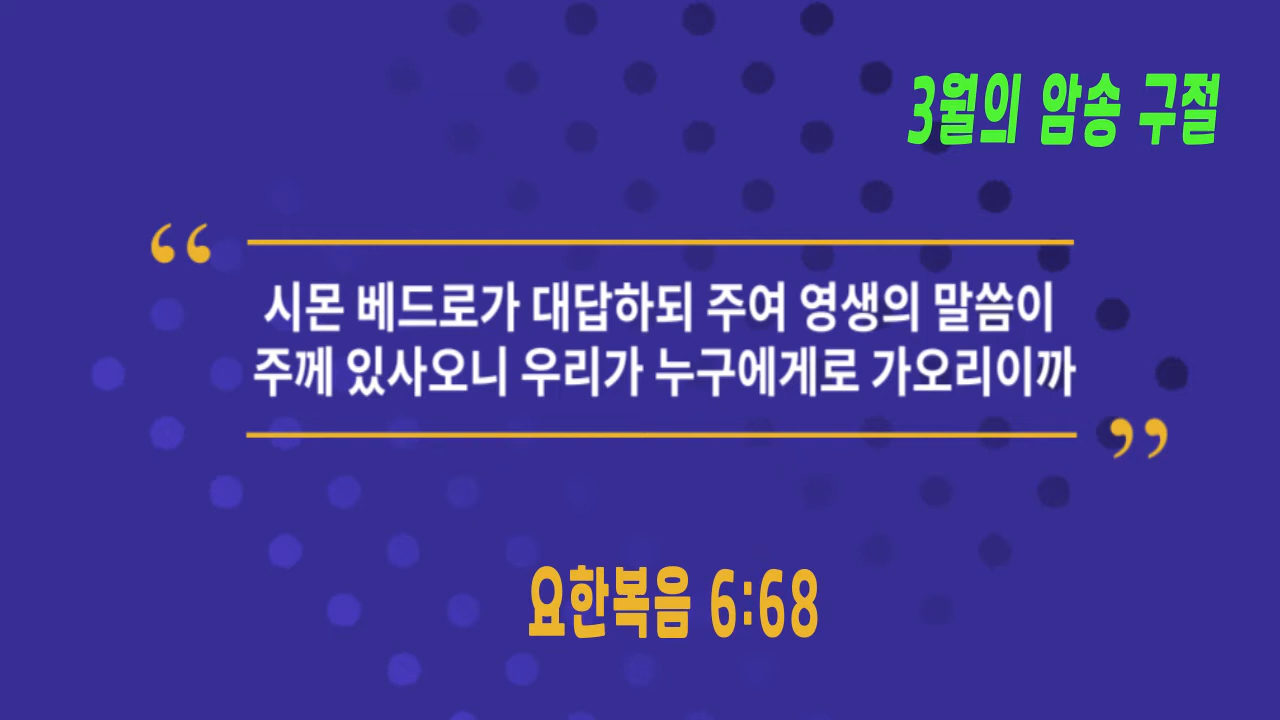 3월의 암송 구절
“ 시몬 베드로가 대답하되 주여 영생의 말씀이
주께 있사오니 우리가 누구에게로 가오리이까 ”
요한복음 6:68